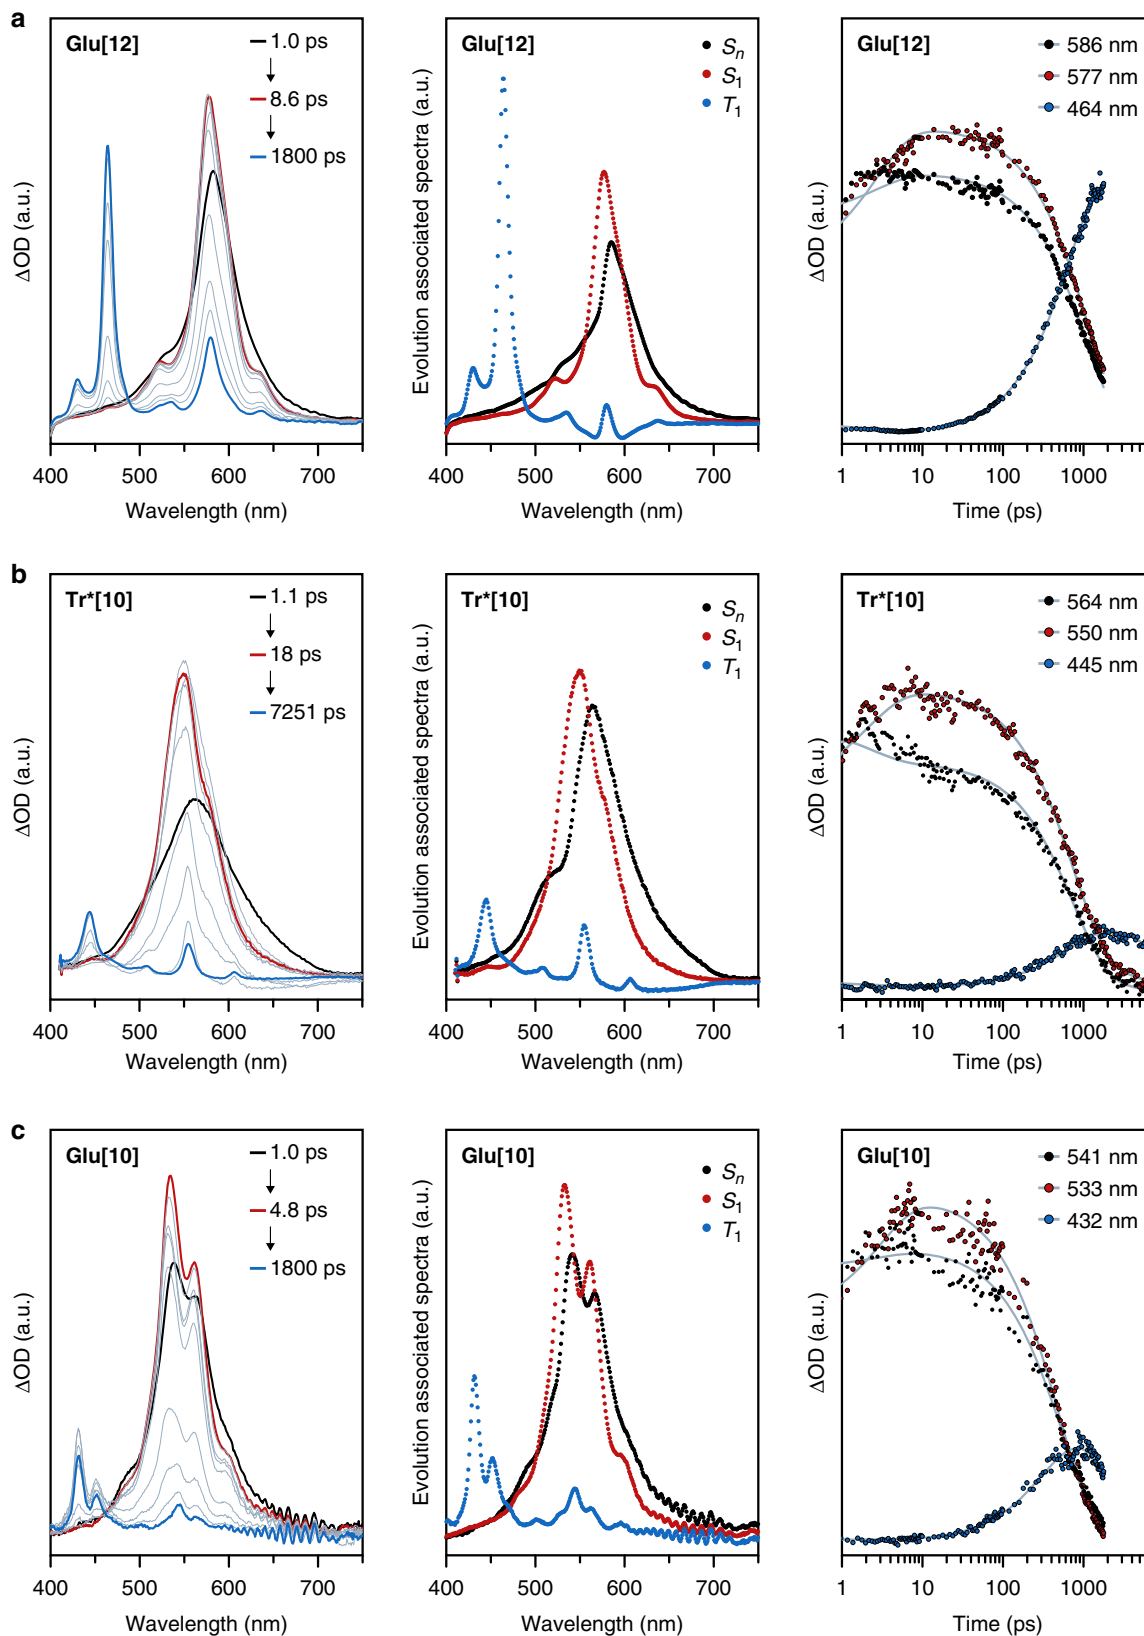 a
Glu[12]
1.0 ps
8.6 ps
1800 ps
ΔOD (a.u.)
400 500 600 700
Wavelength (nm)
Glu[12]
Sn
S1
T1
Evolution associated spectra (a.u.)
400 500 600 700
Wavelength (nm)
Glu[12]
586 nm
577 nm
464 nm
ΔOD (a.u.)
1 10 100 1000
Time (ps)
b
Tr*[10]
1.1 ps
18 ps
7251 ps
ΔOD (a.u.)
400 500 600 700
Wavelength (nm)
Tr*[10]
Sn
S1
T1
Evolution associated spectra (a.u.)
400 500 600 700
Wavelength (nm)
Tr*[10]
564 nm
550 nm
445 nm
ΔOD (a.u.)
1 10 100 1000
Time (ps)
c
Glu[10]
1.0 ps
4.8 ps
1800 ps
ΔOD (a.u.)
400 500 600 700
Wavelength (nm)
Glu[10]
Sn
S1
T1
Evolution associated spectra (a.u.)
400 500 600 700
Wavelength (nm)
Glu[10]
541 nm
533 nm
432 nm
ΔOD (a.u.)
1 10 100 1000
Time (ps)